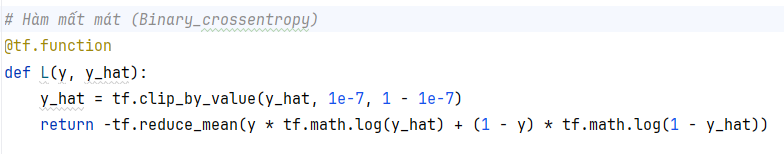 # Hàm mất mát (Binary_crossentropy)
@tf.function
def L(y, y_hat):
    y_hat = tf.clip_by_value(y_hat, 1e-7, 1 - 1e-7)
    return -tf.reduce_mean(y * tf.math.log(y_hat) + (1 - y) * tf.math.log(1 - y_hat))